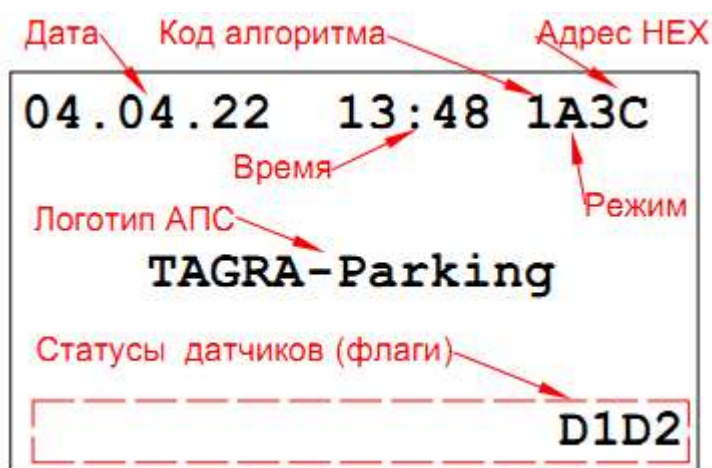 Дата Код алгоритма Адрес HEX
04.04.22 13:48 1A3C
Время
Режим
Логотип АПС
TAGRA-Parking
Статусы датчиков (флаги)
D1D2